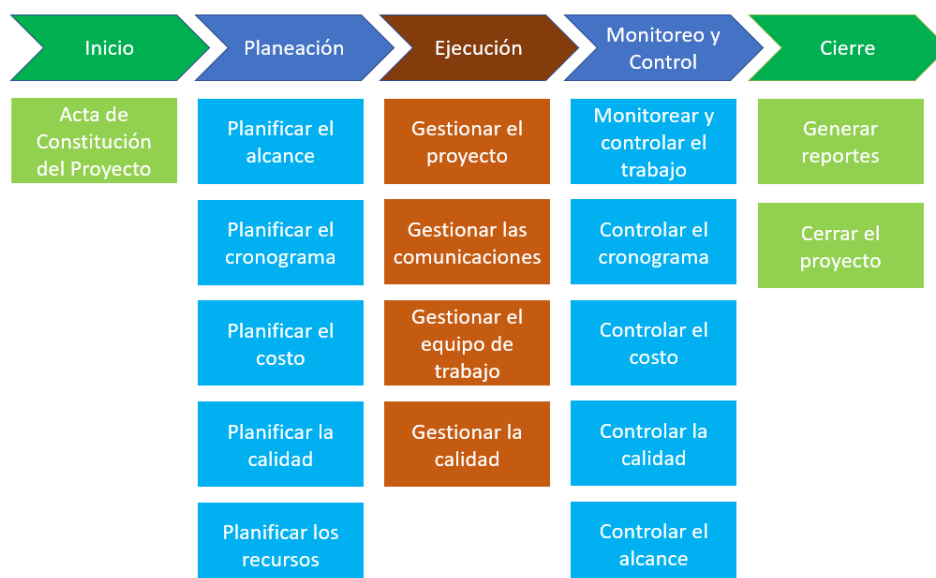 Inicio
Planeación
Ejecución
Monitoreo y
Control
Cierre
Acta de
Constitución
del Proyecto
Planificar el
alcance
Gestionar el
proyecto
Monitorear y
controlar el
trabajo
Generar
reportes
Planificar el
cronograma
Gestionar las
comunicaciones
Controlar el
cronograma
Cerrar el
proyecto
Planificar el
costo
Gestionar el
equipo de
trabajo
Controlar el
costo
Planificar la
calidad
Gestionar la
calidad
Controlar la
calidad
Planificar los
recursos
Controlar el
alcance